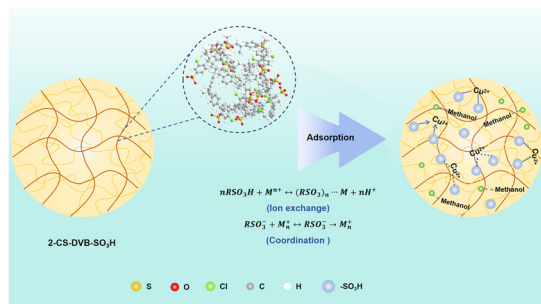 Adsorption
nRSO₃H + Mⁿ⁺ ↔ (RSO₃)ₙ ⋯ M + nH⁺
(Ion exchange)
RSO₃⁻ + Mₙ⁺ ↔ RSO₃⁻ → Mₙ⁺
(Coordination )
2-CS-DVB-SO₃H
Cu²⁺
Methanol
Cu²⁺
Methanol
Cu²⁺
Cu²⁺
Cu²⁺
Methanol
Methanol
S O Cl C H -SO₃H